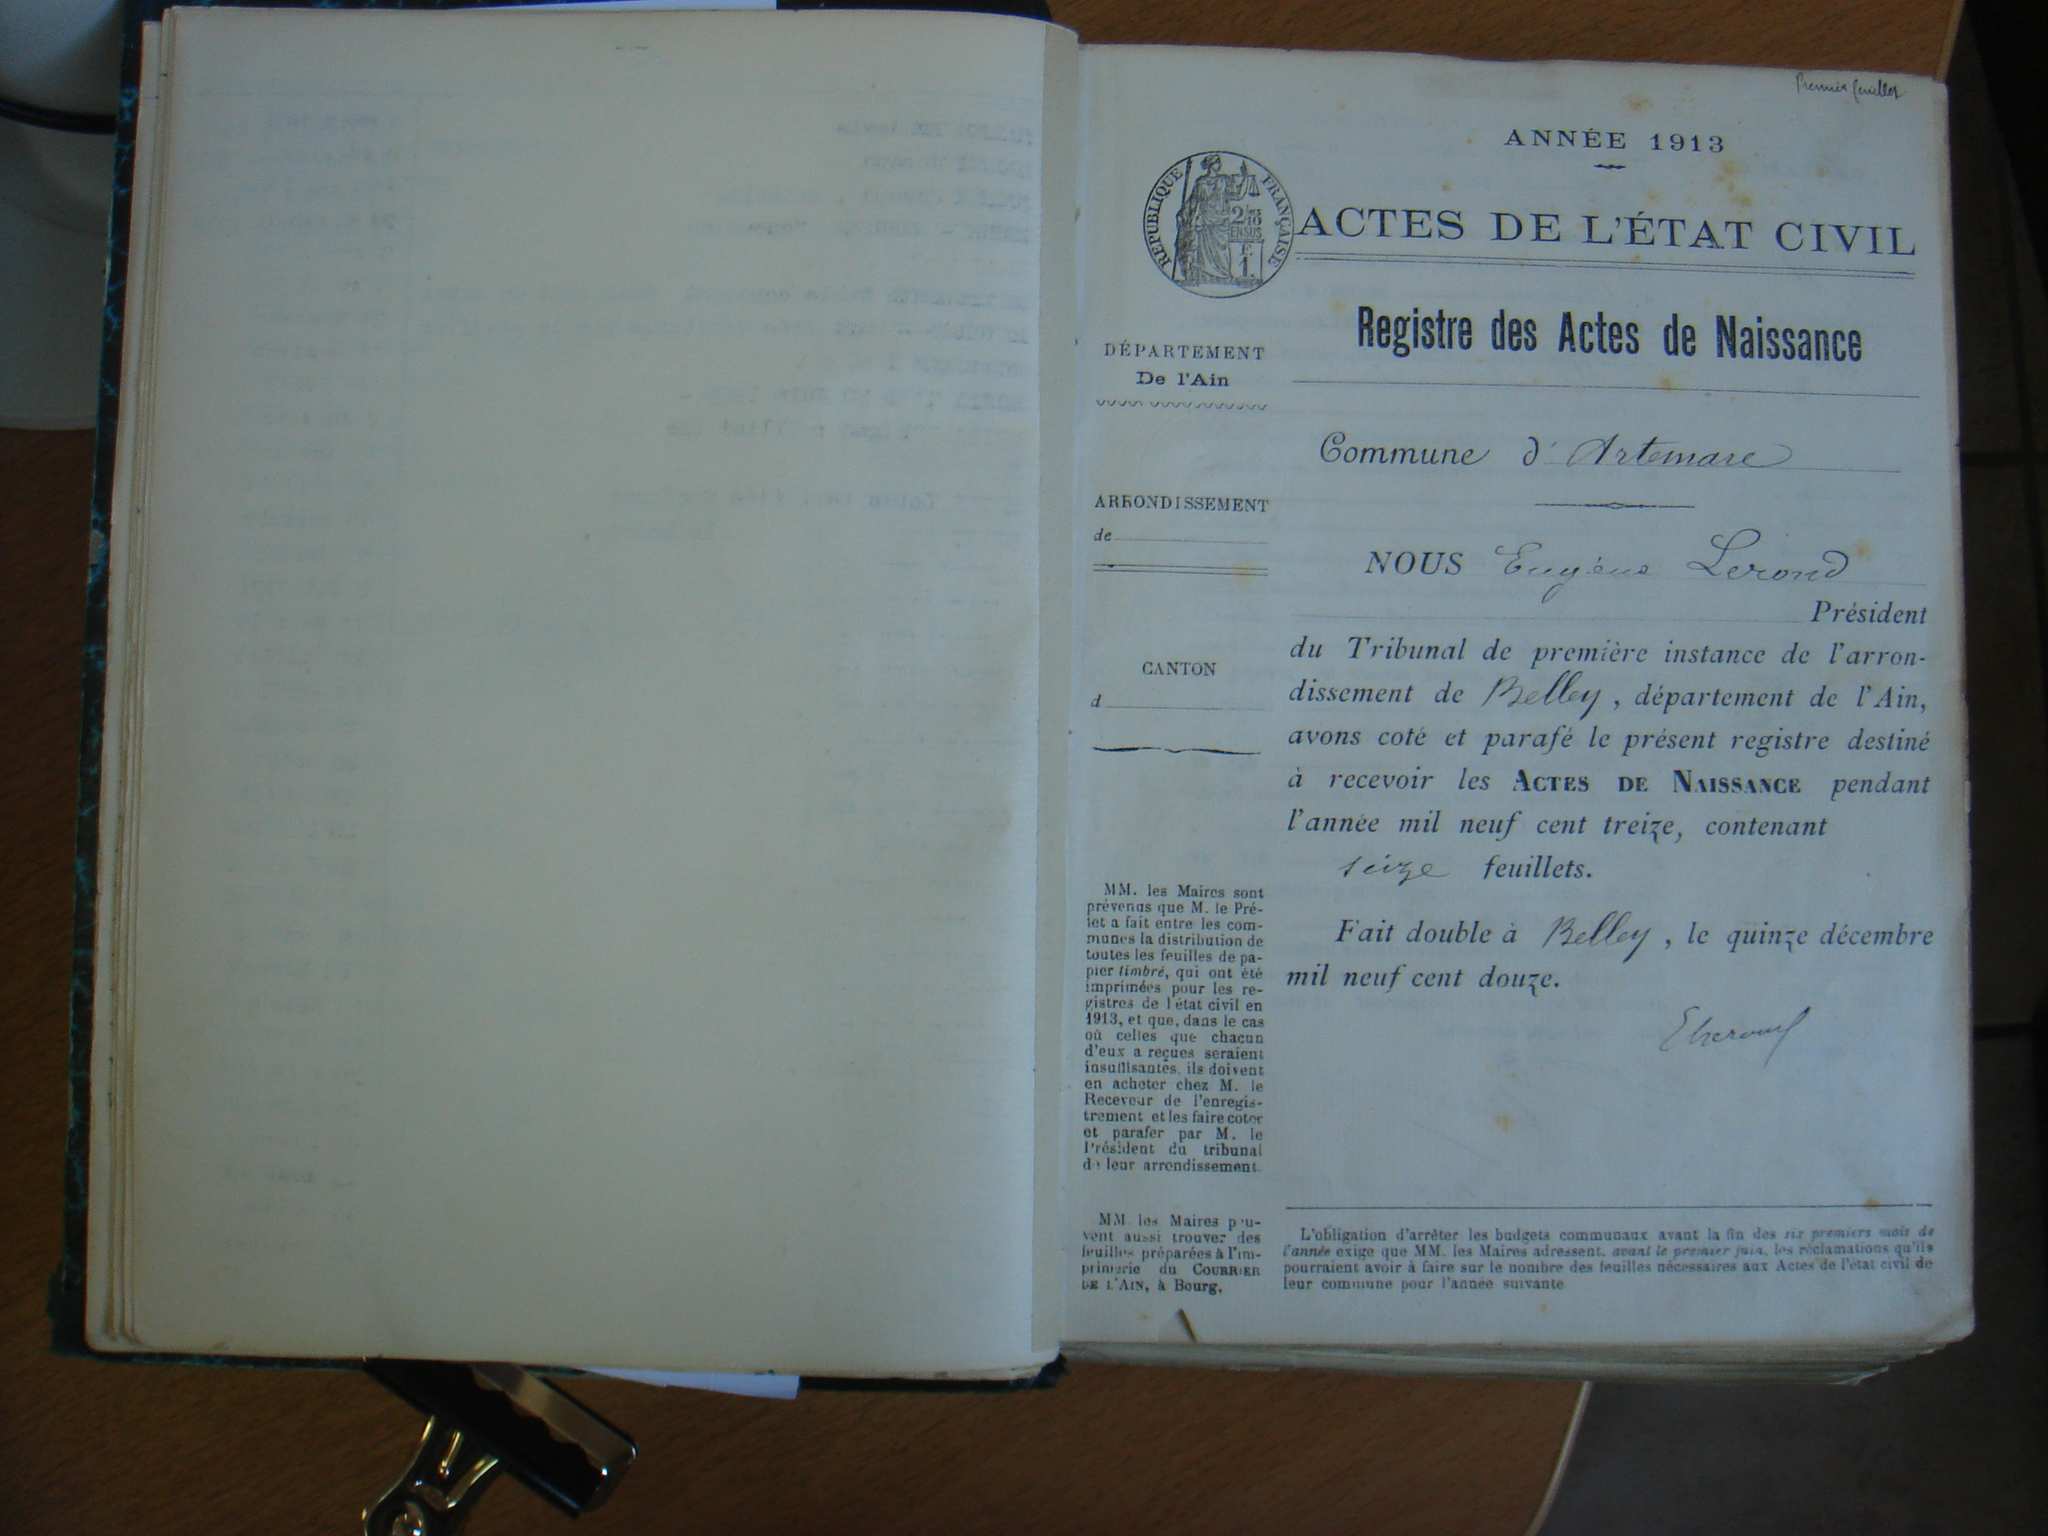 Premier feuillet
ANNÉE 1913
RÉPUBLIQUE FRANÇAISE
ACTES DE L'ÉTAT CIVIL
Registre des Actes de Naissance
DÉPARTEMENT
De l'Ain
Commune d'Artemare
ARRONDISSEMENT
de
NOUS Eugène Lerond
Président
du Tribunal de première instance de l'arron-
dissement de Belley, département de l'Ain,
avons coté et parafé le présent registre destiné
à recevoir les ACTES DE NAISSANCE pendant
l'année mil neuf cent treize, contenant
seize feuillets.
Fait double à Belley, le quinze décembre
mil neuf cent douze.
CANTON
d
MM. les Maires sont
prévenus que M. le Pré-
fet a fait entre les com-
munes la distribution de
toutes les feuilles de pa-
pier timbré, qui ont été
imprimées pour les re-
gistres de l'état civil en
1913, et que, dans le cas
où celles que chacun
d'eux a reçues seraient
insuffisantes, ils doivent
en acheter chez M. le
Receveur de l'enregis-
trement et les faire coter
et parafer par M. le
Président du tribunal
de leur arrondissement.
MM. les Maires peu-
vent aussi trouver des
feuilles préparées à l'im-
primerie du COURRIER
DE L'AIN, à Bourg.
L'obligation d'arrêter les budgets communaux avant la fin des six premiers mois de
l'année exige que MM. les Maires adressent, avant le premier juin, les réclamations qu'ils
pourraient avoir à faire sur le nombre des feuilles nécessaires aux Actes de l'état civil de
leur commune pour l'année suivante